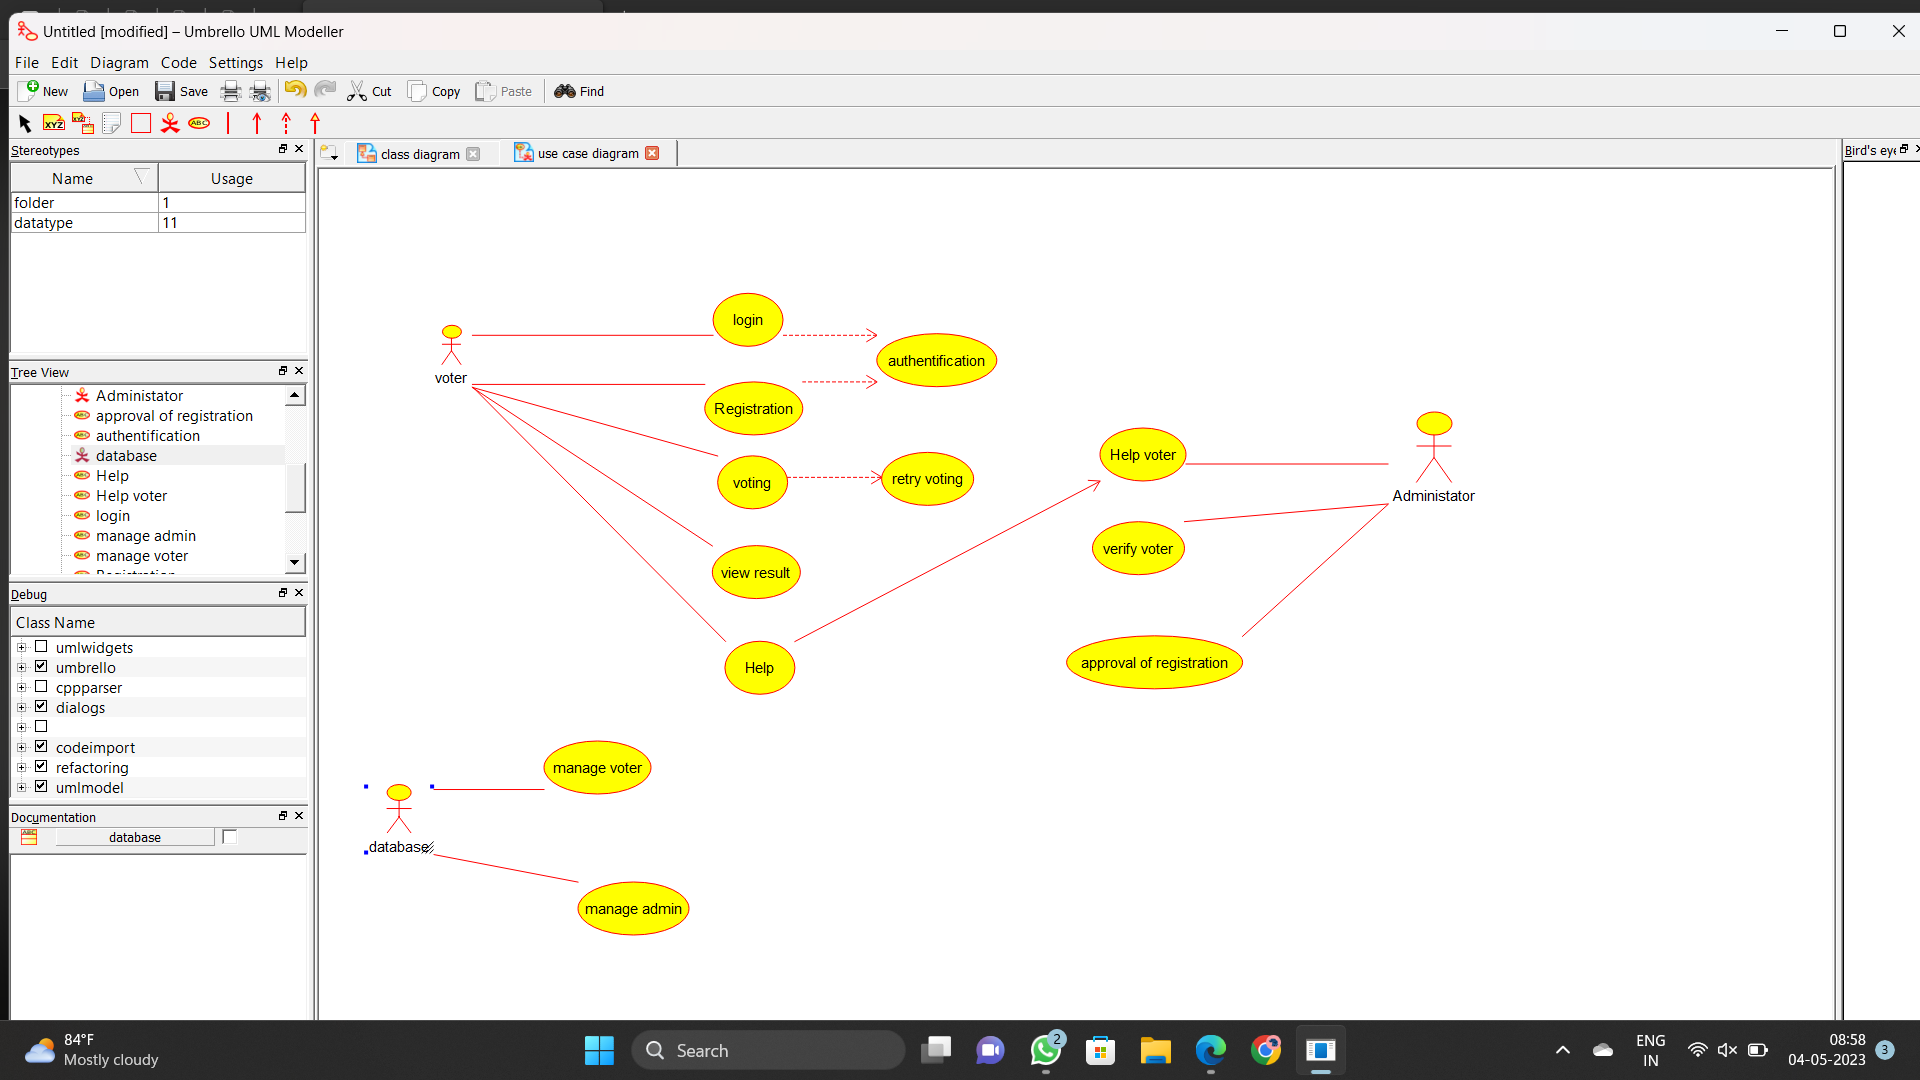 Untitled [modified] – Umbrello UML Modeller
File Edit Diagram Code Settings Help
New Open Save Cut Copy Paste Find
XYZ XYZ ABC
Stereotypes
class diagram use case diagram
Bird's eye
Name Usage
folder 1
datatype 11
Tree View
Administator
approval of registration
authentification
database
Help
Help voter
login
manage admin
manage voter
Registration
Debug
Class Name
umlwidgets
umbrello
cppparser
dialogs
codeimport
refactoring
umlmodel
Documentation
database
login
voter
authentification
Registration
Help voter
voting
retry voting
Administator
verify voter
view result
approval of registration
Help
manage voter
database
manage admin
84°F
Mostly cloudy
Search
2
ENG
IN
08:58
04-05-2023
3